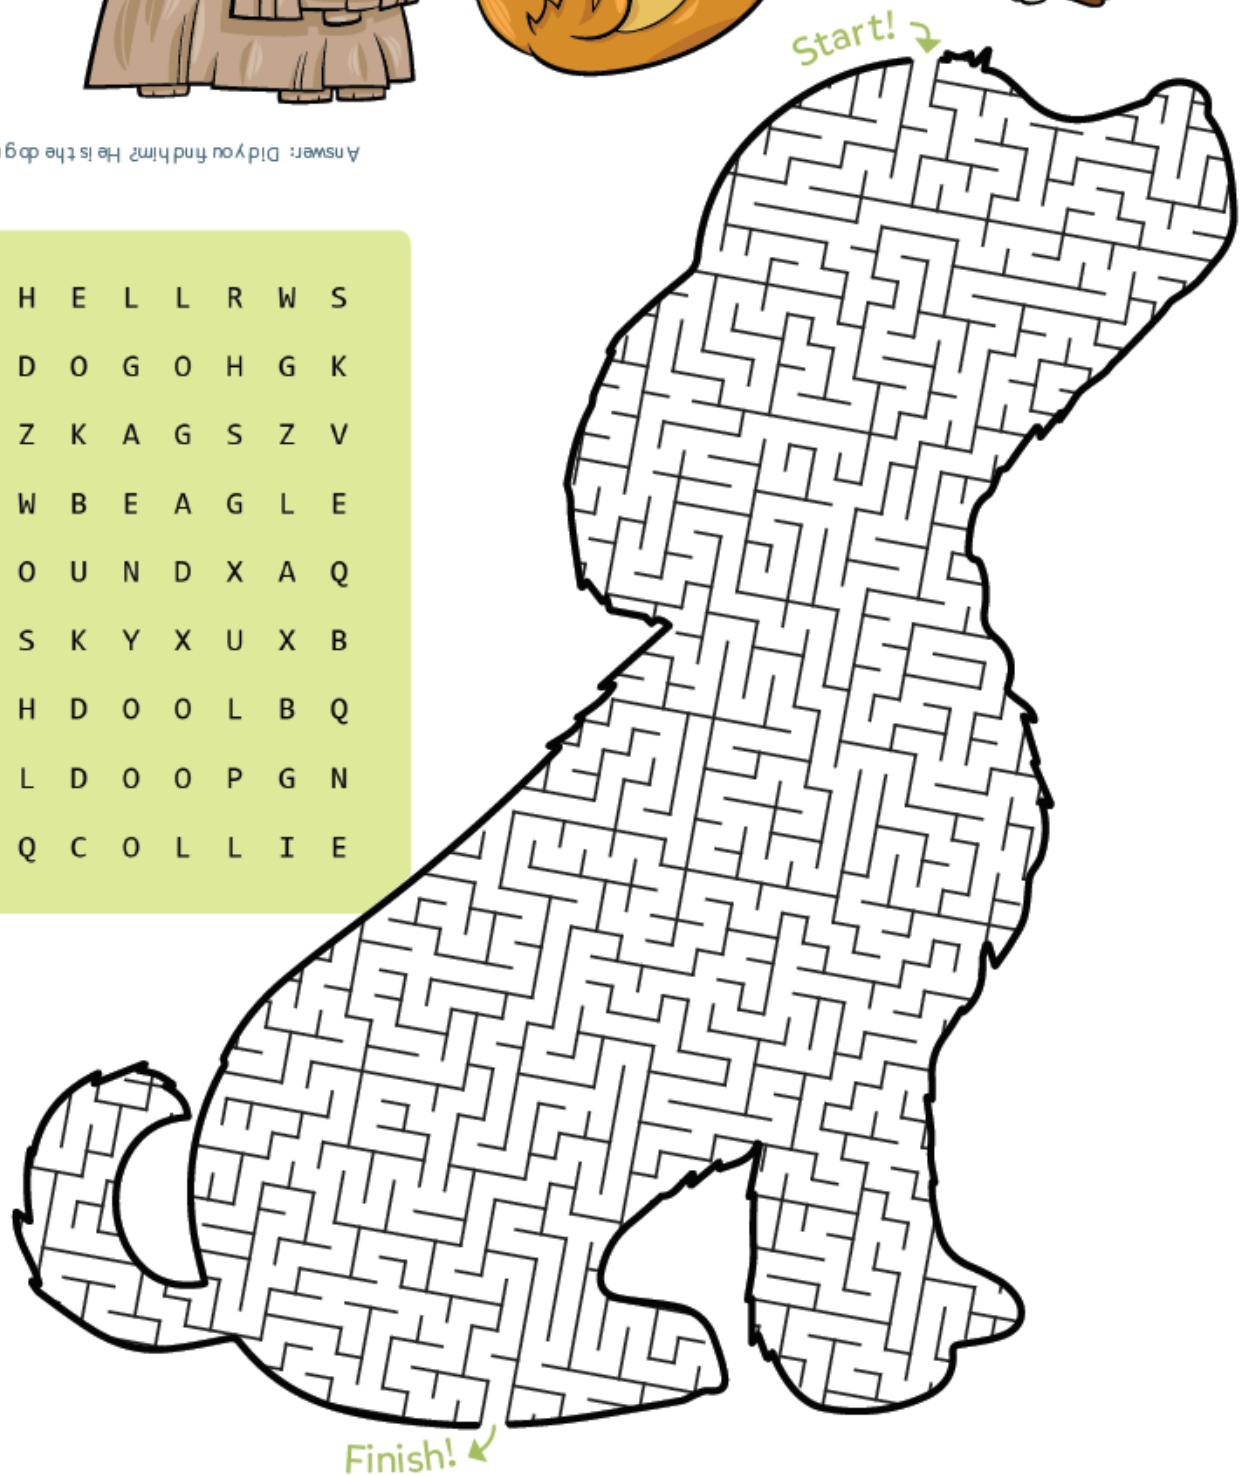 Start!
Answer: Did you find him? He is the dog
H E L L R W S
D O G O H G K
Z K A G S Z V
W B E A G L E
O U N D X A Q
S K Y X U X B
H D O O L B Q
L D O O P G N
Q C O L L I E
Finish!